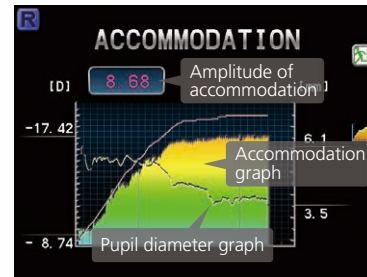 R
ACCOMMODATION
[D]
8.68
Amplitude of
accommodation
-17.42
6.1
Accommodation
graph
3.5
-8.74
Pupil diameter graph